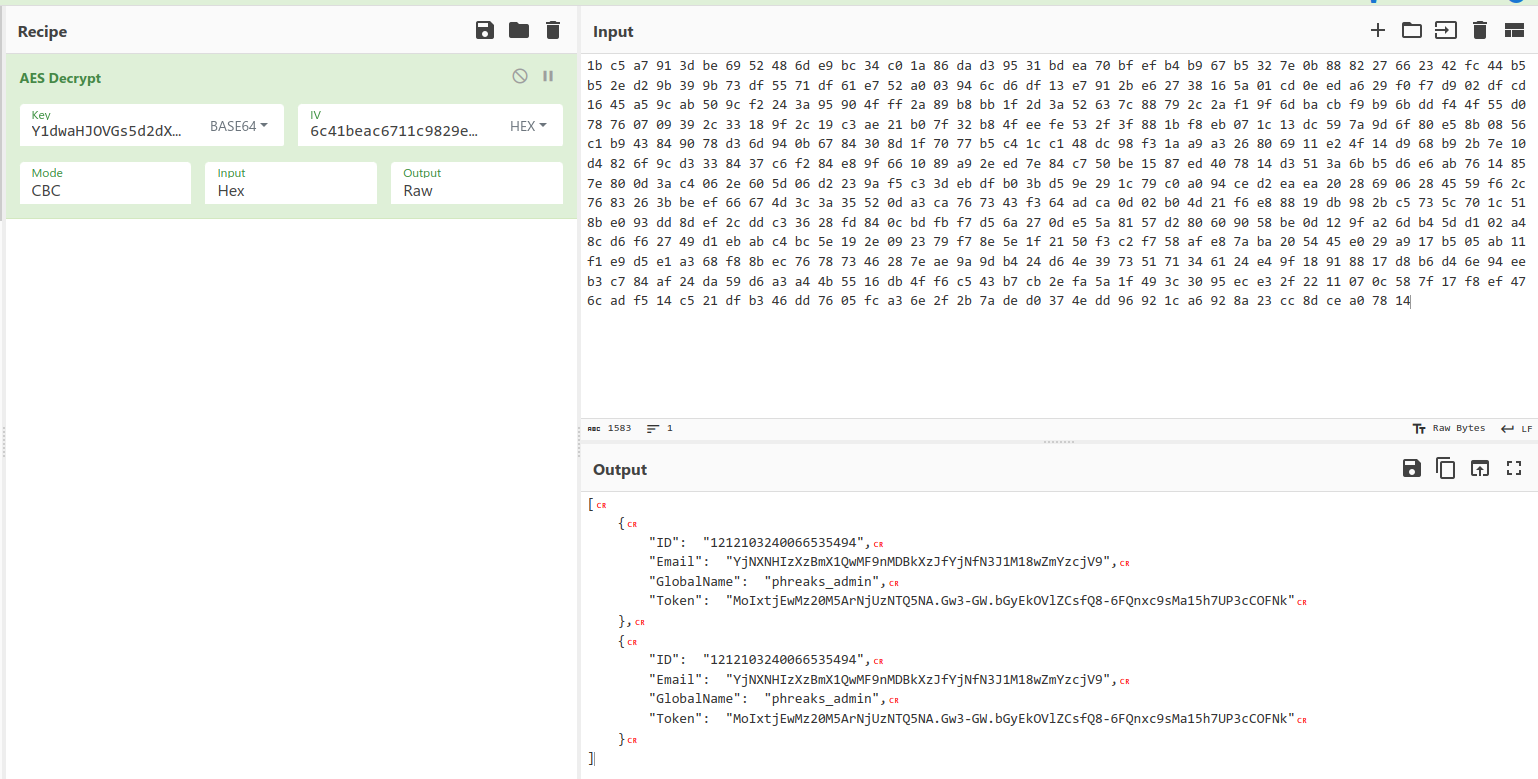 Recipe
AES Decrypt
Key
Y1dwaHJOVGs5d2dX... BASE64
IV
6c41beac6711c9829e... HEX
Mode
CBC
Input
Hex
Output
Raw
Input
1b c5 a7 91 3d be 69 52 48 6d e9 bc 34 c0 1a 86 da d3 95 31 bd ea 70 bf ef b4 b9 67 b5 32 7e 0b 88 82 27 66 23 42 fc 44 b5
b5 2e d2 9b 39 9b 73 df 55 71 df 61 e7 52 a0 03 94 6c d6 df 13 e7 91 2b e6 27 38 16 5a 01 cd 0e ed a6 29 f0 f7 d9 02 df cd
16 45 a5 9c ab 50 9c f2 24 3a 95 90 4f ff 2a 89 b8 bb 1f 2d 3a 52 63 7c 88 79 2c 2a f1 9f 6d ba cb f9 b9 6b dd f4 4f 55 d0
78 76 07 09 39 2c 33 18 9f 2c 19 c3 ae 21 b0 7f 32 b8 4f ee fe 53 2f 3f 88 1b f8 eb 07 1c 13 dc 59 7a 9d 6f 80 e5 8b 08 56
c1 b9 43 84 90 78 d3 6d 94 0b 67 84 30 8d 1f 70 77 b5 c4 1c c1 48 dc 98 f3 1a a9 a3 26 80 69 11 e2 4f 14 d9 68 b9 2b 7e 10
d4 82 6f 9c d3 33 84 37 c6 f2 84 e8 9f 66 10 89 a9 2e ed 7e 84 c7 50 be 15 87 ed 40 78 14 d3 51 3a 6b b5 d6 e6 ab 76 14 85
7e 80 0d 3a c4 06 2e 60 5d 06 d2 23 9a f5 c3 3d eb df b0 3b d5 9e 29 1c 79 c0 a0 94 ce d2 ea ea 20 28 69 06 28 45 59 f6 2c
76 83 26 3b be ef 66 67 4d 3c 3a 35 52 0d a3 ca 76 73 43 f3 64 ad ca 0d 02 b0 4d 21 f6 e8 88 19 db 98 2b c5 73 5c 70 1c 51
8b e0 93 dd 8d ef 2c dd c3 36 28 fd 84 0c bd fb f7 d5 6a 27 0d e5 5a 81 57 d2 80 60 90 58 be 0d 12 9f a2 6d b4 5d d1 02 a4
8c d6 f6 27 49 d1 eb ab c4 bc 5e 19 2e 09 23 79 f7 8e 5e 1f 21 50 f3 c2 f7 58 af e8 7a ba 20 54 45 e0 29 a9 17 b5 05 ab 11
f1 e9 d5 e1 a3 68 f8 8b ec 76 78 73 46 28 7e ae 9a 9d b4 24 d6 4e 39 73 51 71 34 61 24 e4 9f 18 91 88 17 d8 b6 d4 6e 94 ee
b3 c7 84 af 24 da 59 d6 a3 a4 4b 55 16 db 4f f6 c5 43 b7 cb 2e fa 5a 1f 49 3c 30 95 ec e3 2f 22 11 07 0c 58 7f 17 f8 ef 47
6c ad f5 14 c5 21 df b3 46 dd 76 05 fc a3 6e 2f 2b 7a de d0 37 4e dd 96 92 1c a6 92 8a 23 cc 8d ce a0 78 14
ABC 1583 1 Tт Raw Bytes LF
Output
[ CR
{ CR
"ID": "1212103240066535494", CR
"Email": "YjNXNHIzXzBmX1QwMF9nMDBkXzJfYjNfN3J1M18wZmYzcjV9", CR
"GlobalName": "phreaks_admin", CR
"Token": "MoIxtjEwMz20M5ArNjUzNTQ5NA.Gw3-GW.bGyEkOVlZCsfQ8-6FQnxc9sMa15h7UP3cCOFNk" CR
}, CR
{ CR
"ID": "1212103240066535494", CR
"Email": "YjNXNHIzXzBmX1QwMF9nMDBkXzJfYjNfN3J1M18wZmYzcjV9", CR
"GlobalName": "phreaks_admin", CR
"Token": "MoIxtjEwMz20M5ArNjUzNTQ5NA.Gw3-GW.bGyEkOVlZCsfQ8-6FQnxc9sMa15h7UP3cCOFNk" CR
} CR
]